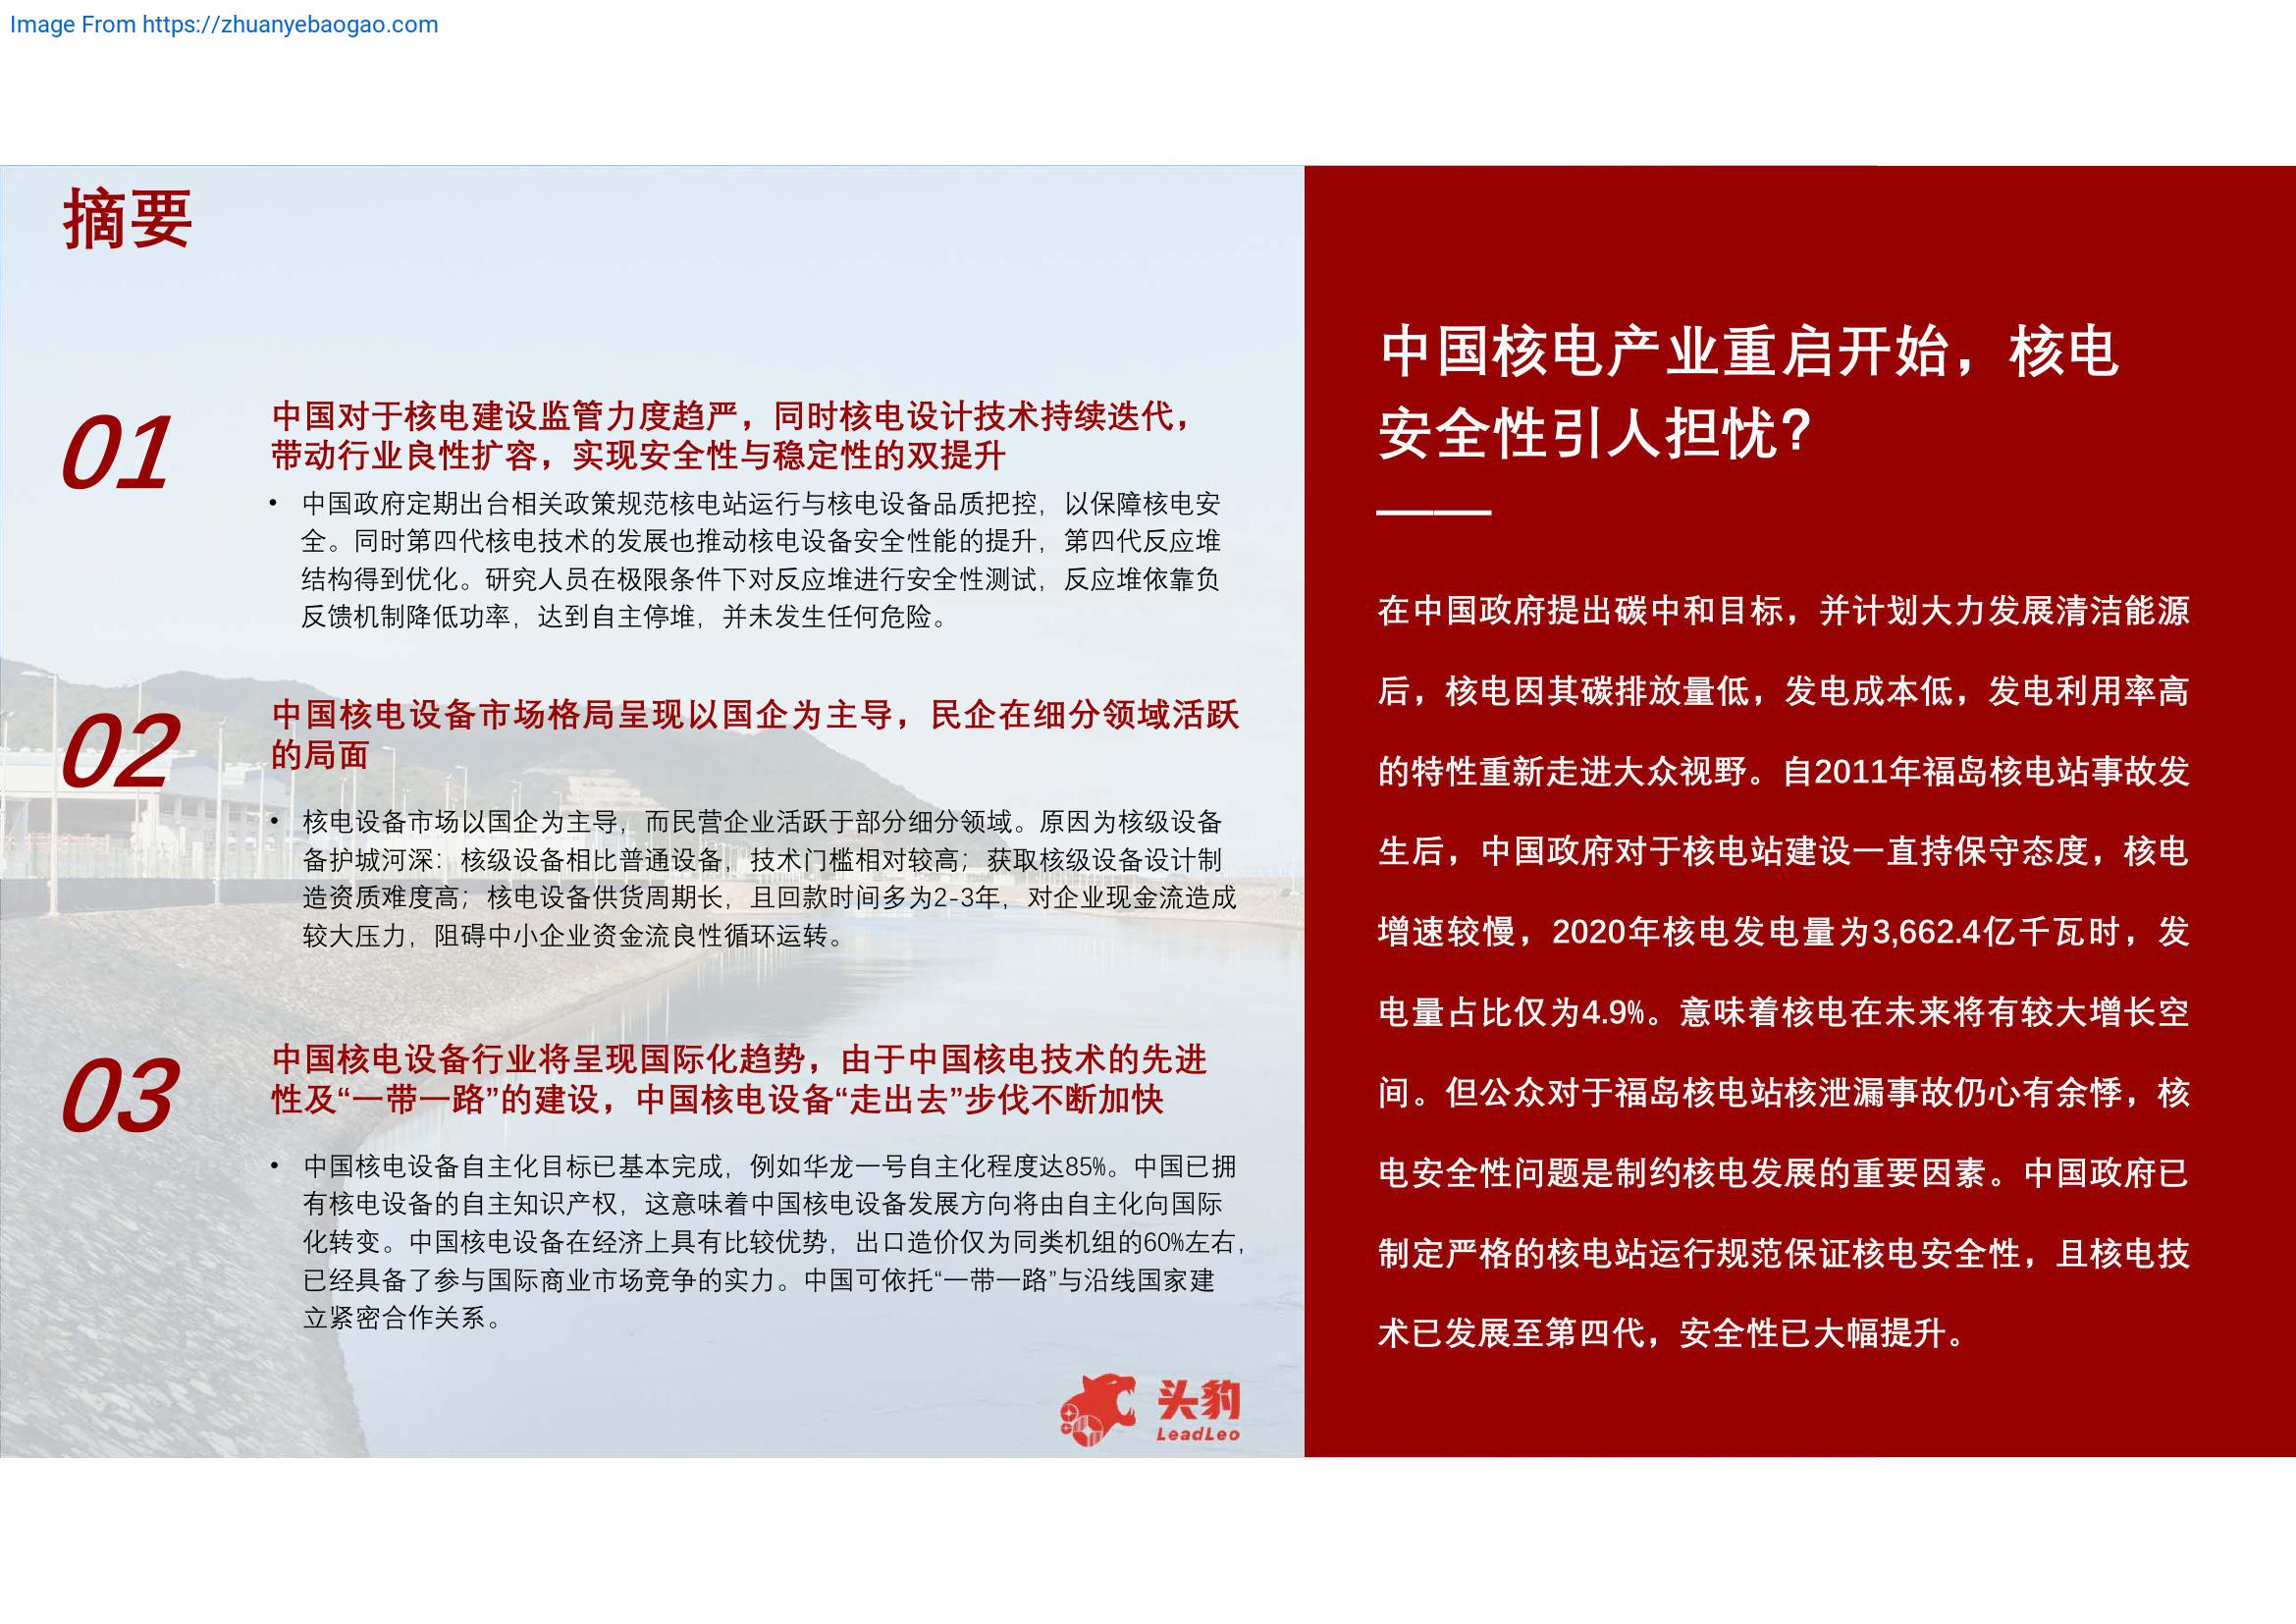 Image From https://zhuanyebaogao.com
摘要
01
中国对于核电建设监管力度趋严，同时核电设计技术持续迭代，
带动行业良性扩容，实现安全性与稳定性的双提升
• 中国政府定期出台相关政策规范核电站运行与核电设备品质把控，以保障核电安
全。同时第四代核电技术的发展也推动核电设备安全性能的提升，第四代反应堆
结构得到优化。研究人员在极限条件下对反应堆进行安全性测试，反应堆依靠负
反馈机制降低功率，达到自主停堆，并未发生任何危险。
02
中国核电设备市场格局呈现以国企为主导，民企在细分领域活跃
的局面
• 核电设备市场以国企为主导，而民营企业活跃于部分细分领域。原因为核级设备
备护城河深：核级设备相比普通设备，技术门槛相对较高；获取核级设备设计制
造资质难度高；核电设备供货周期长，且回款时间多为2-3年，对企业现金流造成
较大压力，阻碍中小企业资金流良性循环运转。
03
中国核电设备行业将呈现国际化趋势，由于中国核电技术的先进
性及“一带一路”的建设，中国核电设备“走出去”步伐不断加快
• 中国核电设备自主化目标已基本完成，例如华龙一号自主化程度达85%。中国已拥
有核电设备的自主知识产权，这意味着中国核电设备发展方向将由自主化向国际
化转变。中国核电设备在经济上具有比较优势，出口造价仅为同类机组的60%左右，
已经具备了参与国际商业市场竞争的实力。中国可依托“一带一路”与沿线国家建
立紧密合作关系。
头豹
LeadLeo
中国核电产业重启开始，核电
安全性引人担忧？
在中国政府提出碳中和目标，并计划大力发展清洁能源
后，核电因其碳排放量低，发电成本低，发电利用率高
的特性重新走进大众视野。自2011年福岛核电站事故发
生后，中国政府对于核电站建设一直持保守态度，核电
增速较慢，2020年核电发电量为3,662.4亿千瓦时，发
电量占比仅为4.9%。意味着核电在未来将有较大增长空
间。但公众对于福岛核电站核泄漏事故仍心有余悸，核
电安全性问题是制约核电发展的重要因素。中国政府已
制定严格的核电站运行规范保证核电安全性，且核电技
术已发展至第四代，安全性已大幅提升。